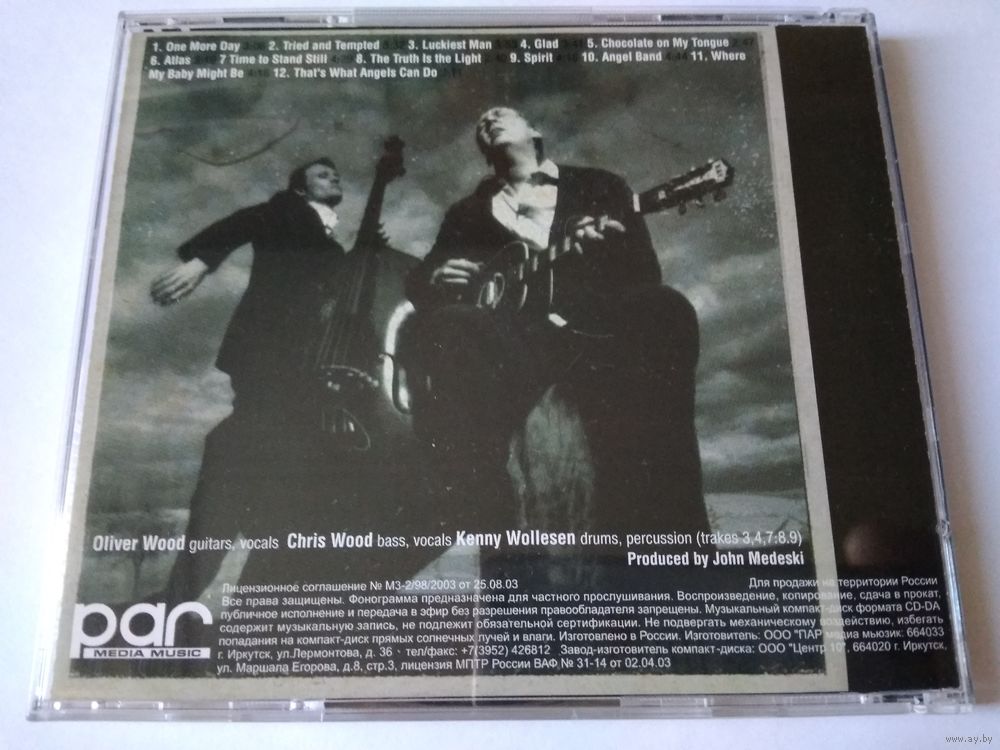 1. One More Day 2. Tried and Tempted 3. Luckiest Man 4. Glad 5. Chocolate on My Tongue
6. Atlas 7 Time to Stand Still 8. The Truth Is the Light 9. Spirit 10. Angel Band 4:44 11. Where
My Baby Might Be 12. That's What Angels Can Do
Oliver Wood guitars, vocals Chris Wood bass, vocals Kenny Wollesen drums, percussion (trakes 3,4,7:8.9)
Produced by John Medeski
par
MEDIA MUSIC
Лицензионное соглашение № МЗ-2/98/2003 от 25.08.03 Для продажи на территории России
Все права защищены. Фонограмма предназначена для частного прослушивания. Воспроизведение, копирование, сдача в прокат,
публичное исполнение и передача в эфир без разрешения правообладателя запрещены. Музыкальный компакт-диск формата CD-DA
содержит музыкальную запись, не подлежит обязательной сертификации. Не подвергать механическому воздействию, избегать
попадания на компакт-диск прямых солнечных лучей и влаги. Изготовлено в России. Изготовитель: ООО "ПАР медиа мьюзик: 664033
г. Иркутск, ул.Лермонтова, д. 36 · тел/факс: +7(3952) 426812 Завод-изготовитель компакт-диска: ООО "Центр 10", 664020 г. Иркутск,
ул. Маршала Егорова, д.8, стр.3, лицензия МПТР России ВАФ № 31-14 от 02.04.03
www.ay.by